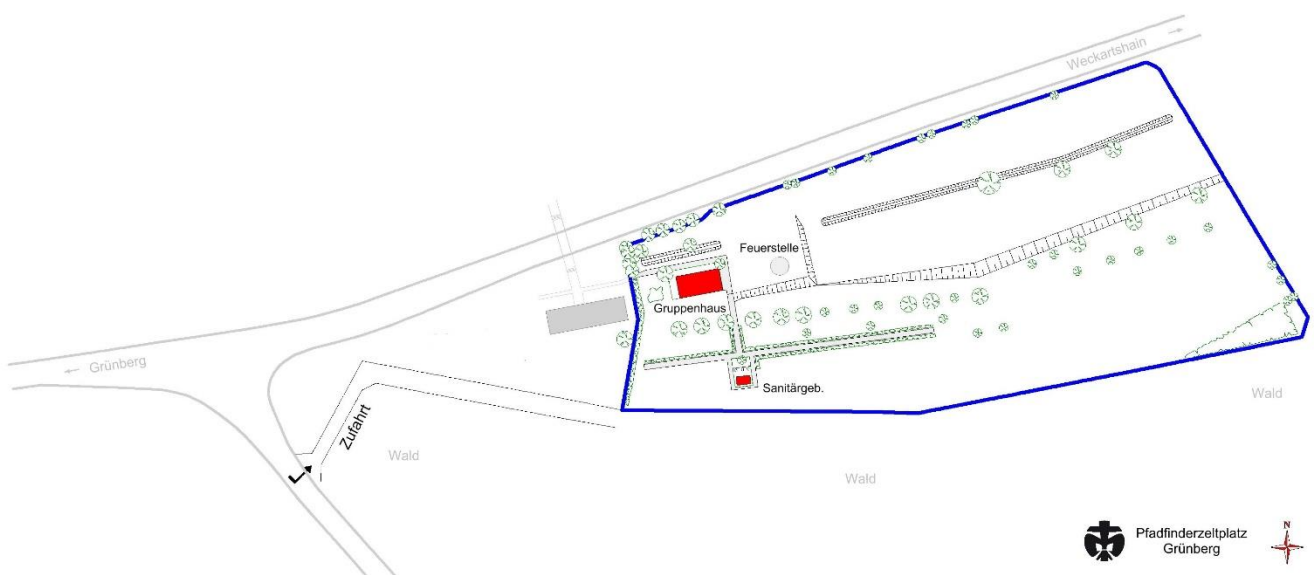 Weckartshain
Feuerstelle
Gruppenhaus
Grünberg
Sanitärgeb.
Zufahrt
Wald
Wald
Wald
N
Pfadfinderzeltplatz
Grünberg